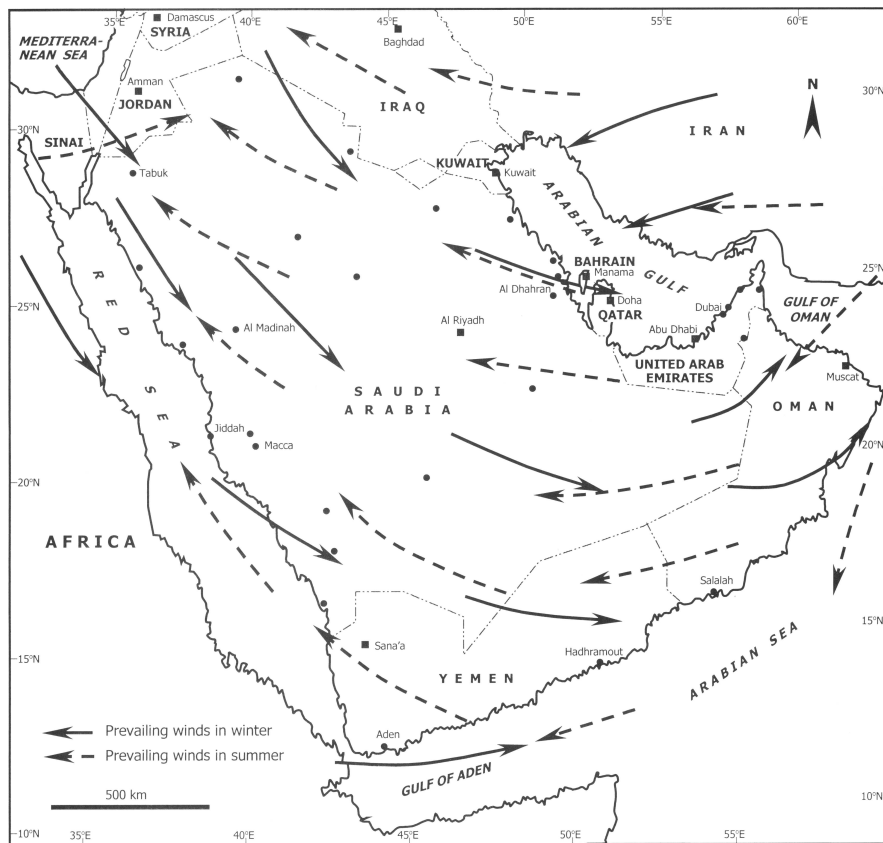 35°E
40°E
45°E
50°E
55°E
60°E
Damascus
SYRIA
MEDITERRA-
NEAN SEA
Baghdad
Amman
JORDAN
IRAQ
N
30°N
30°N
IRAN
SINAI
KUWAIT
Kuwait
Tabuk
ARABIAN
GULF
BAHRAIN
Manama
25°N
25°N
Al Dhahran
Doha
QATAR
Dubai
GULF OF
OMAN
RED
SEA
Al Madinah
Al Riyadh
Abu Dhabi
UNITED ARAB
EMIRATES
Muscat
SAUDI
ARABIA
OMAN
Jiddah
Macca
20°N
20°N
AFRICA
Salalah
15°N
15°N
Sana'a
YEMEN
Hadhramout
ARABIAN SEA
Prevailing winds in winter
Prevailing winds in summer
Aden
GULF OF ADEN
500 km
10°N
10°N
35°E
40°E
45°E
50°E
55°E